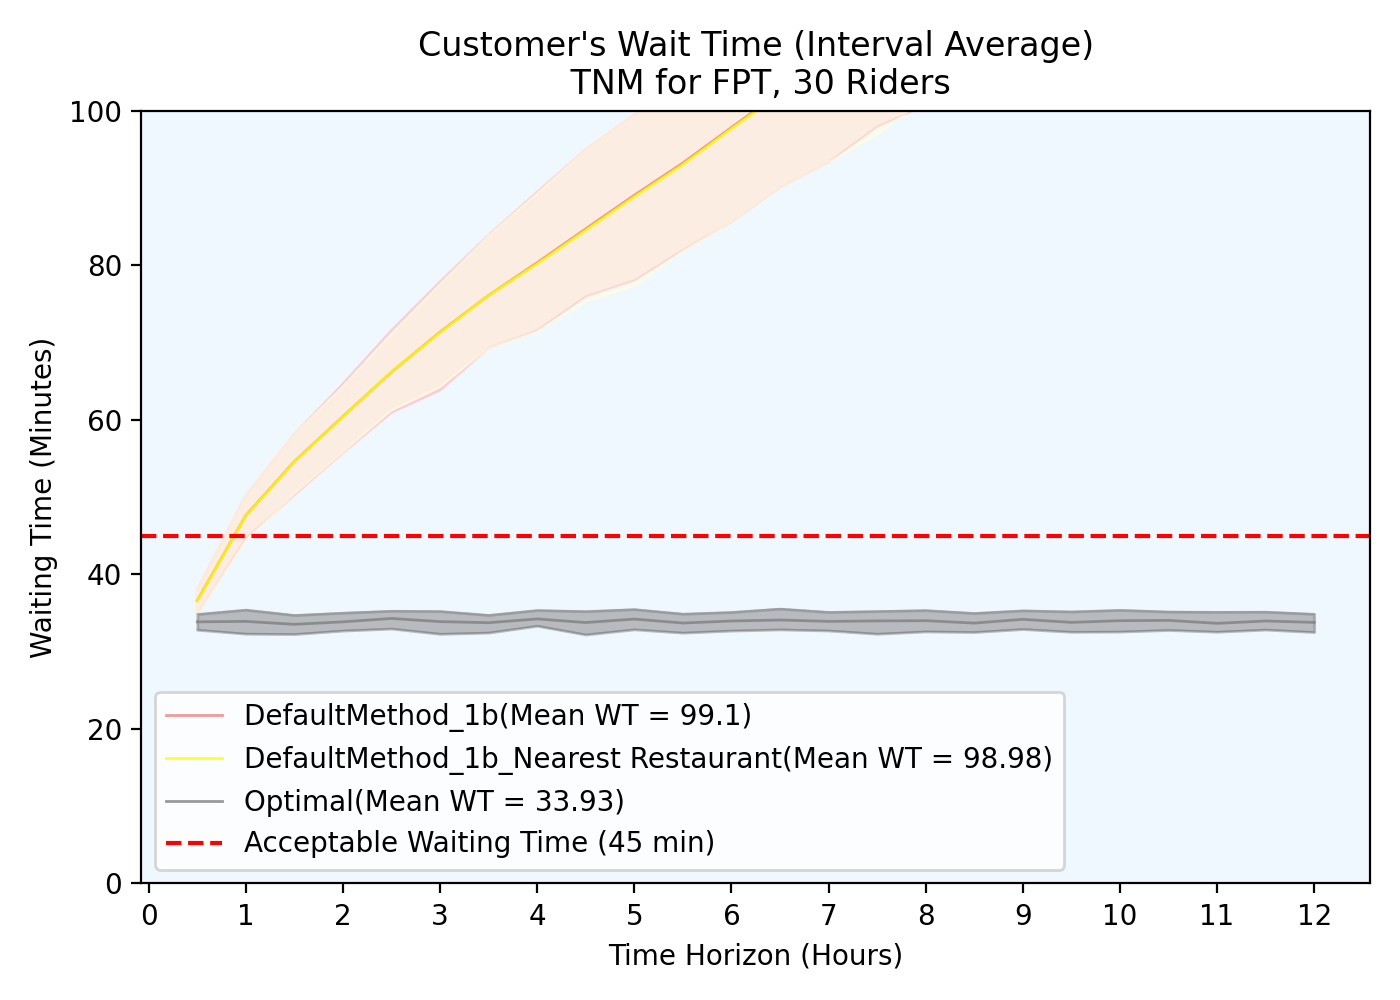 Customer's Wait Time (Interval Average)
TNM for FPT, 30 Riders
Waiting Time (Minutes)
100
80
60
40
20
0
DefaultMethod_1b(Mean WT = 99.1)
DefaultMethod_1b_Nearest Restaurant(Mean WT = 98.98)
Optimal(Mean WT = 33.93)
Acceptable Waiting Time (45 min)
0 1 2 3 4 5 6 7 8 9 10 11 12
Time Horizon (Hours)